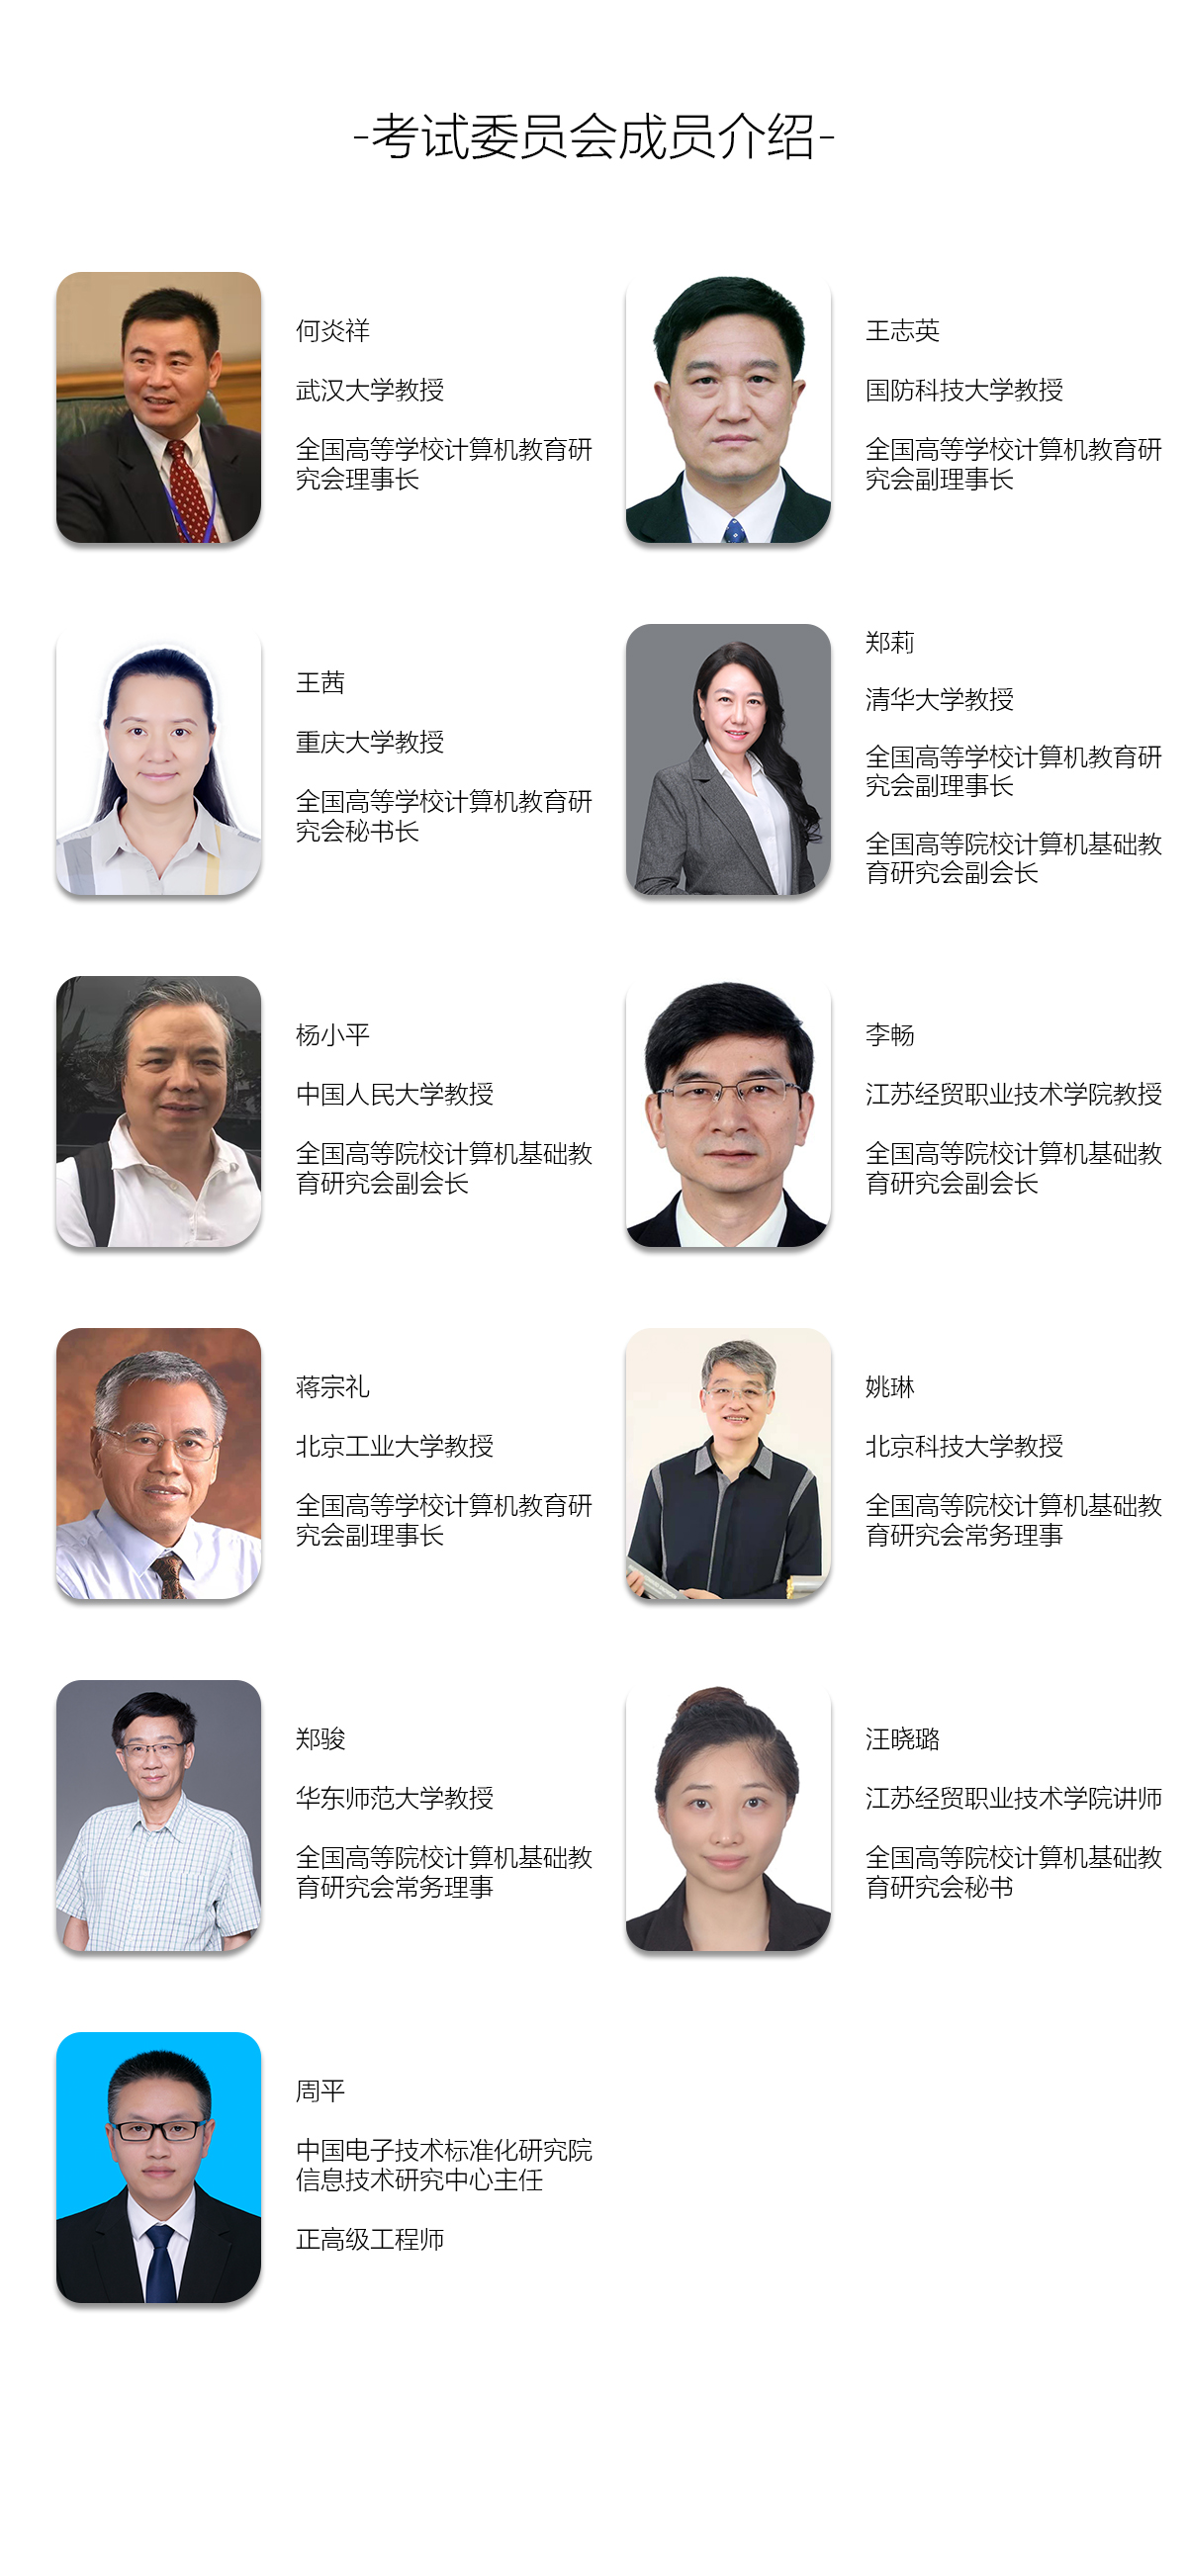 -考试委员会成员介绍-
何炎祥
武汉大学教授
全国高等学校计算机教育研
究会理事长
王志英
国防科技大学教授
全国高等学校计算机教育研
究会副理事长
王茜
重庆大学教授
全国高等学校计算机教育研
究会秘书长
郑莉
清华大学教授
全国高等学校计算机教育研
究会副理事长
全国高等院校计算机基础教
育研究会副会长
杨小平
中国人民大学教授
全国高等院校计算机基础教
育研究会副会长
李畅
江苏经贸职业技术学院教授
全国高等院校计算机基础教
育研究会副会长
蒋宗礼
北京工业大学教授
全国高等学校计算机教育研
究会副理事长
姚琳
北京科技大学教授
全国高等院校计算机基础教
育研究会常务理事
郑骏
华东师范大学教授
全国高等院校计算机基础教
育研究会常务理事
汪晓璐
江苏经贸职业技术学院讲师
全国高等院校计算机基础教
育研究会秘书
周平
中国电子技术标准化研究院
信息技术研究中心主任
正高级工程师